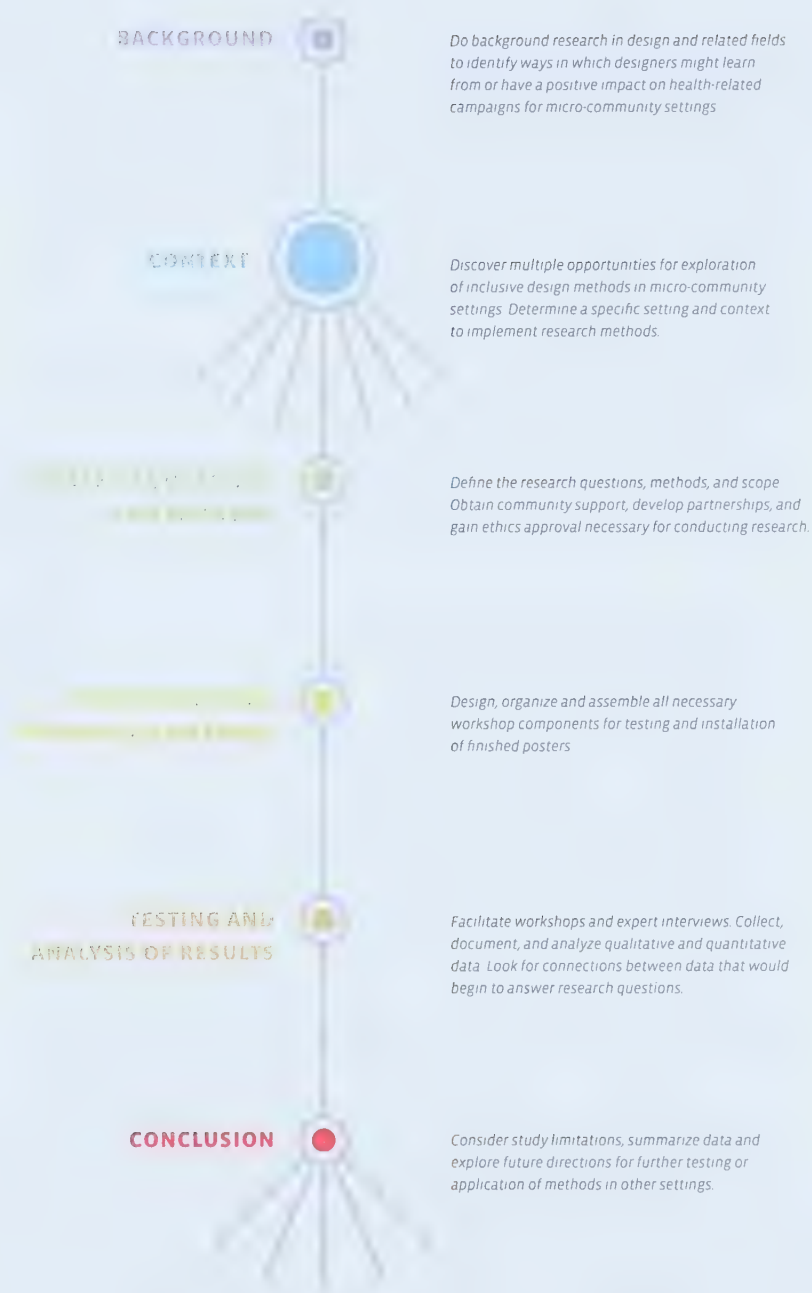 BACKGROUND
Do background research in design and related fields
to identify ways in which designers might learn
from or have a positive impact on health-related
campaigns for micro-community settings
CONTEXT
Discover multiple opportunities for exploration
of inclusive design methods in micro-community
settings Determine a specific setting and context
to implement research methods.
Define the research questions, methods, and scope
Obtain community support, develop partnerships, and
gain ethics approval necessary for conducting research.
Design, organize and assemble all necessary
workshop components for testing and installation
of finished posters
TESTING AND
ANALYSIS OF RESULTS
Facilitate workshops and expert interviews. Collect,
document, and analyze qualitative and quantitative
data Look for connections between data that would
begin to answer research questions.
CONCLUSION
Consider study limitations, summarize data and
explore future directions for further testing or
application of methods in other settings.